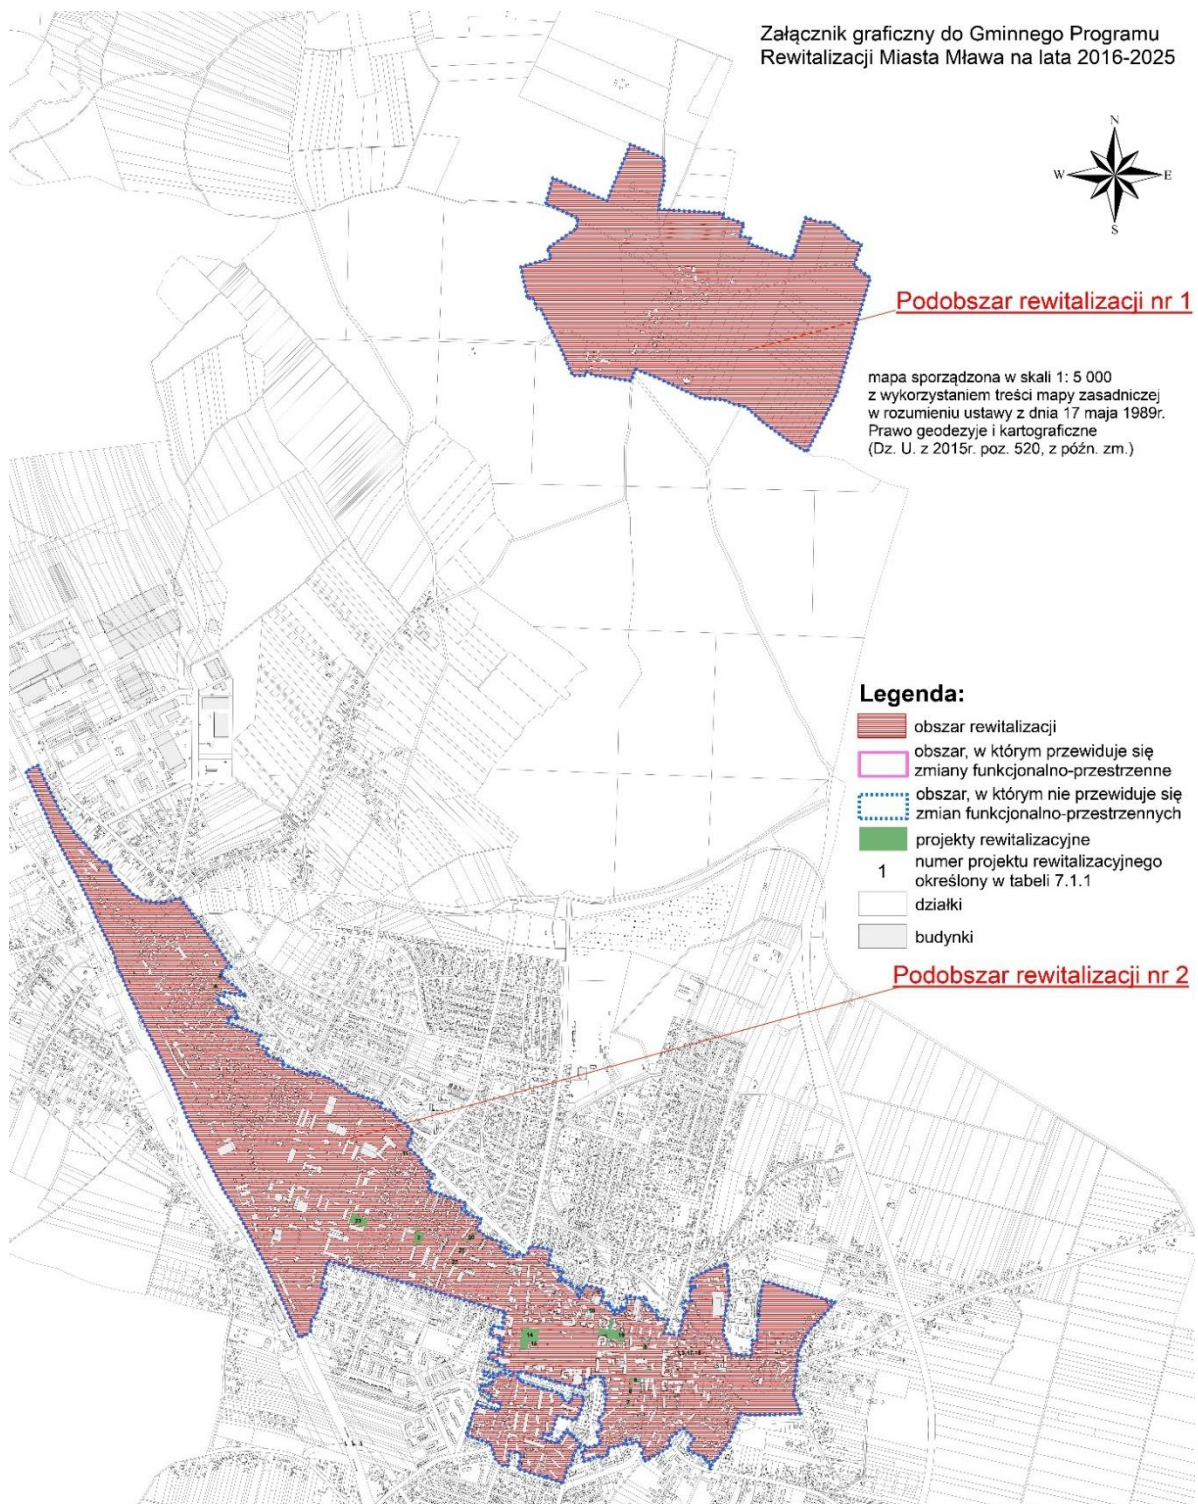 Załącznik graficzny do Gminnego Programu
Rewitalizacji Miasta Mława na lata 2016-2025
N
W
E
S
Podobszar rewitalizacji nr 1
mapa sporządzona w skali 1: 5 000
z wykorzystaniem treści mapy zasadniczej
w rozumieniu ustawy z dnia 17 maja 1989r.
Prawo geodezyje i kartograficzne
(Dz. U. z 2015r. poz. 520, z późn. zm.)
Legenda:
obszar rewitalizacji
obszar, w którym przewiduje się
zmiany funkcjonalno-przestrzenne
obszar, w którym nie przewiduje się
zmian funkcjonalno-przestrzennych
projekty rewitalizacyjne
1
numer projektu rewitalizacyjnego
określony w tabeli 7.1.1
działki
budynki
Podobszar rewitalizacji nr 2
14